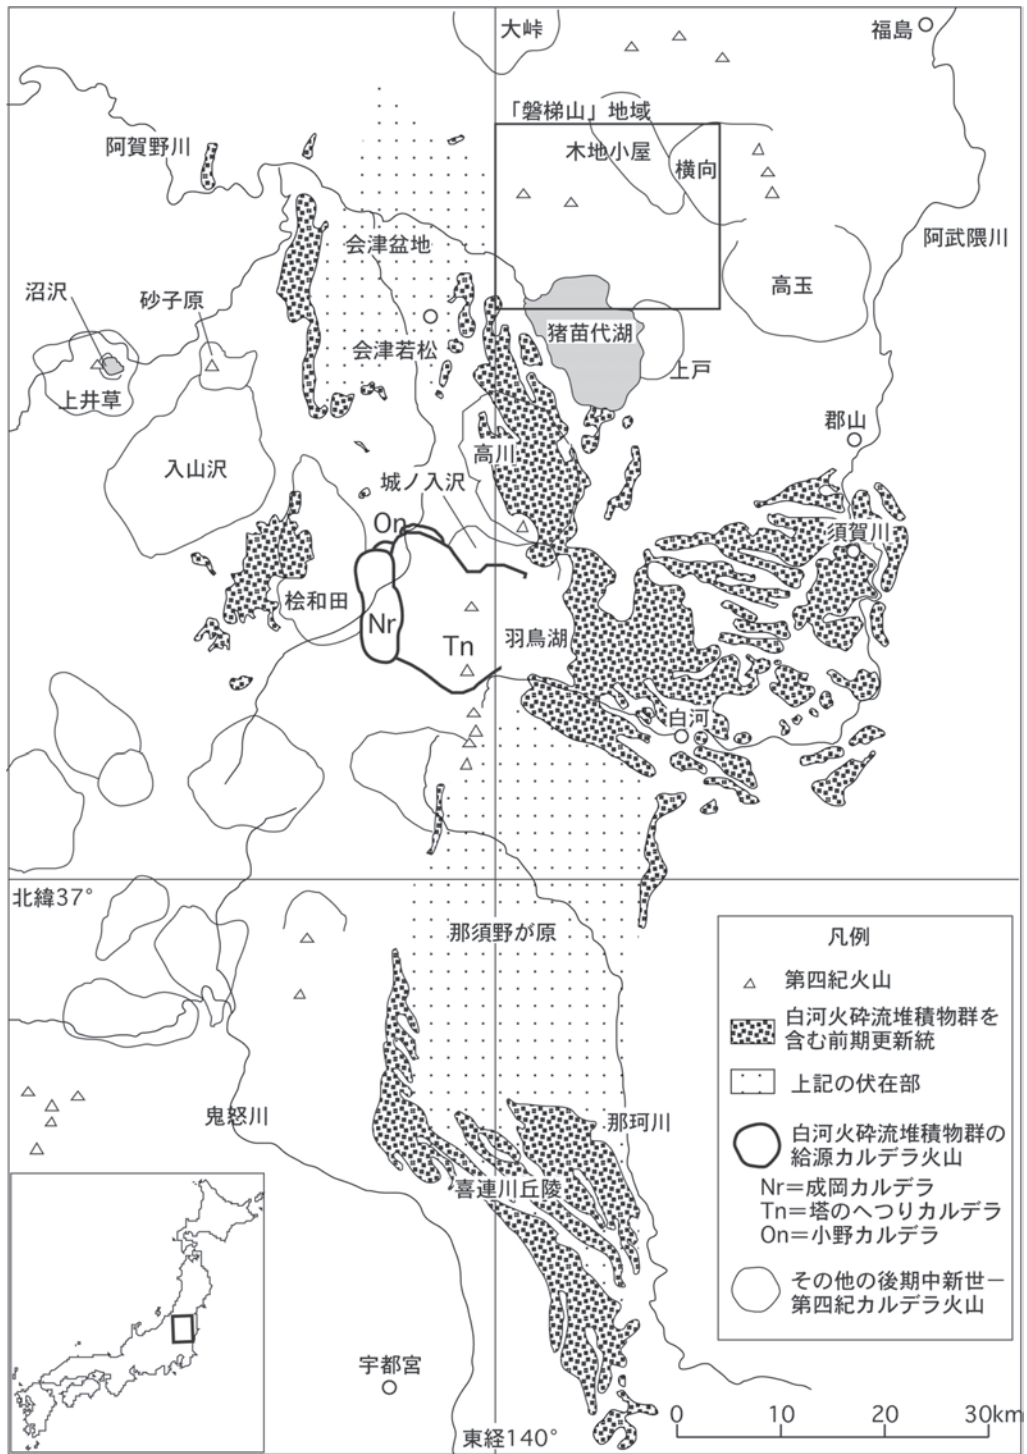 大峠
福島
「磐梯山」地域
阿賀野川
木地小屋
横向
会津盆地
阿武隈川
沼沢
砂子原
高玉
猪苗代湖
会津若松
上戸
上井草
郡山
高川
入山沢
城ノ入沢
On
須賀川
桧和田
Nr
羽鳥湖
Tn
白河
北緯37°
那須野が原
凡例
第四紀火山
白河火砕流堆積物群を
含む前期更新統
上記の伏在部
鬼怒川
那珂川
白河火砕流堆積物群の
給源カルデラ火山
喜連川丘陵
Nr=成岡カルデラ
Tn=塔のへつりカルデラ
On=小野カルデラ
その他の後期中新世−
第四紀カルデラ火山
宇都宮
0 10 20 30km
東経140°